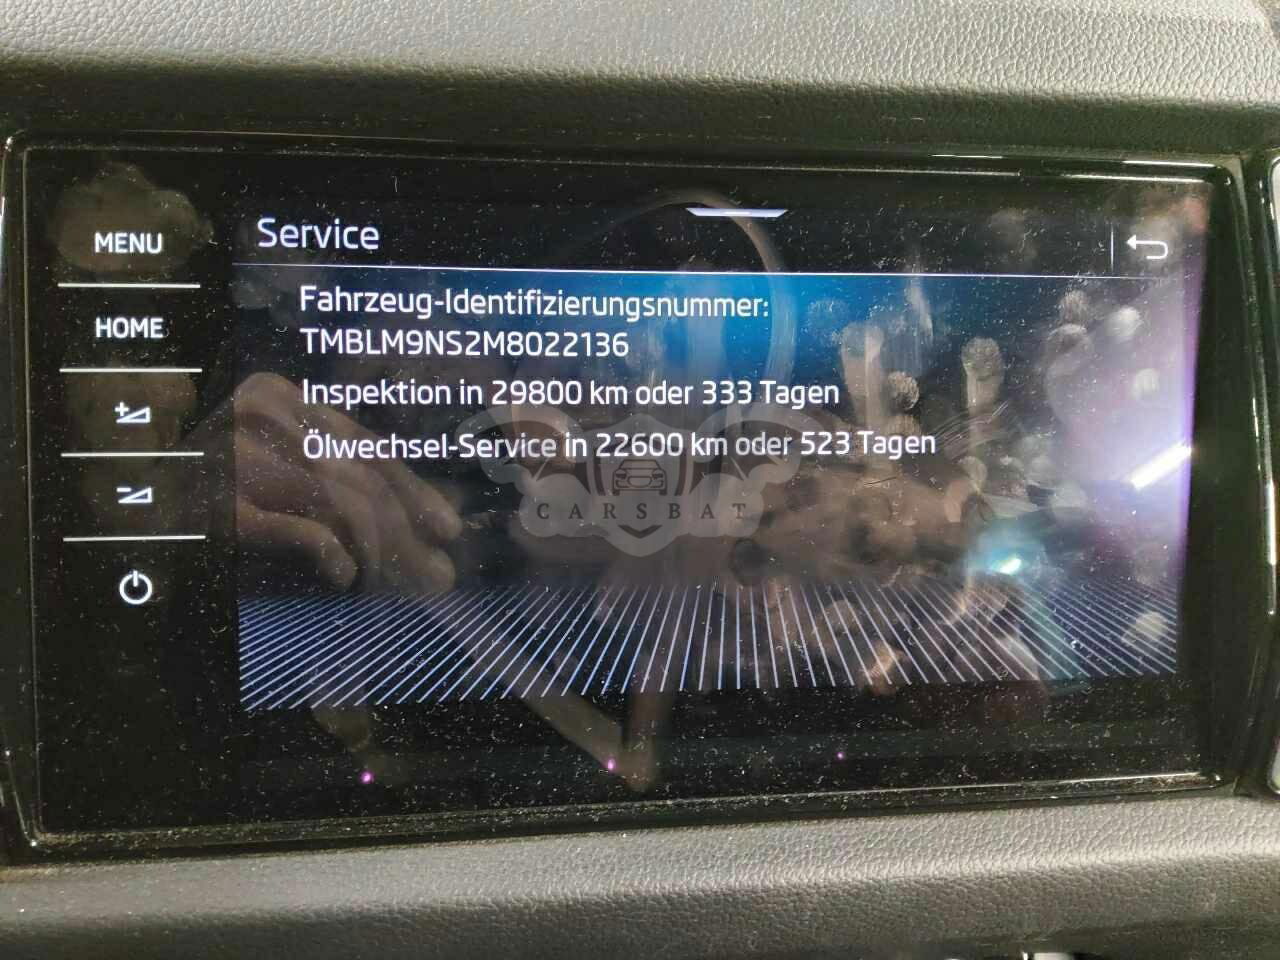 Service
MENU
HOME
Fahrzeug-Identifizierungsnummer:
TMBLM9NS2M8022136
Inspektion in 29800 km oder 333 Tagen
Ölwechsel-Service in 22600 km oder 523 Tagen
CARSBAT